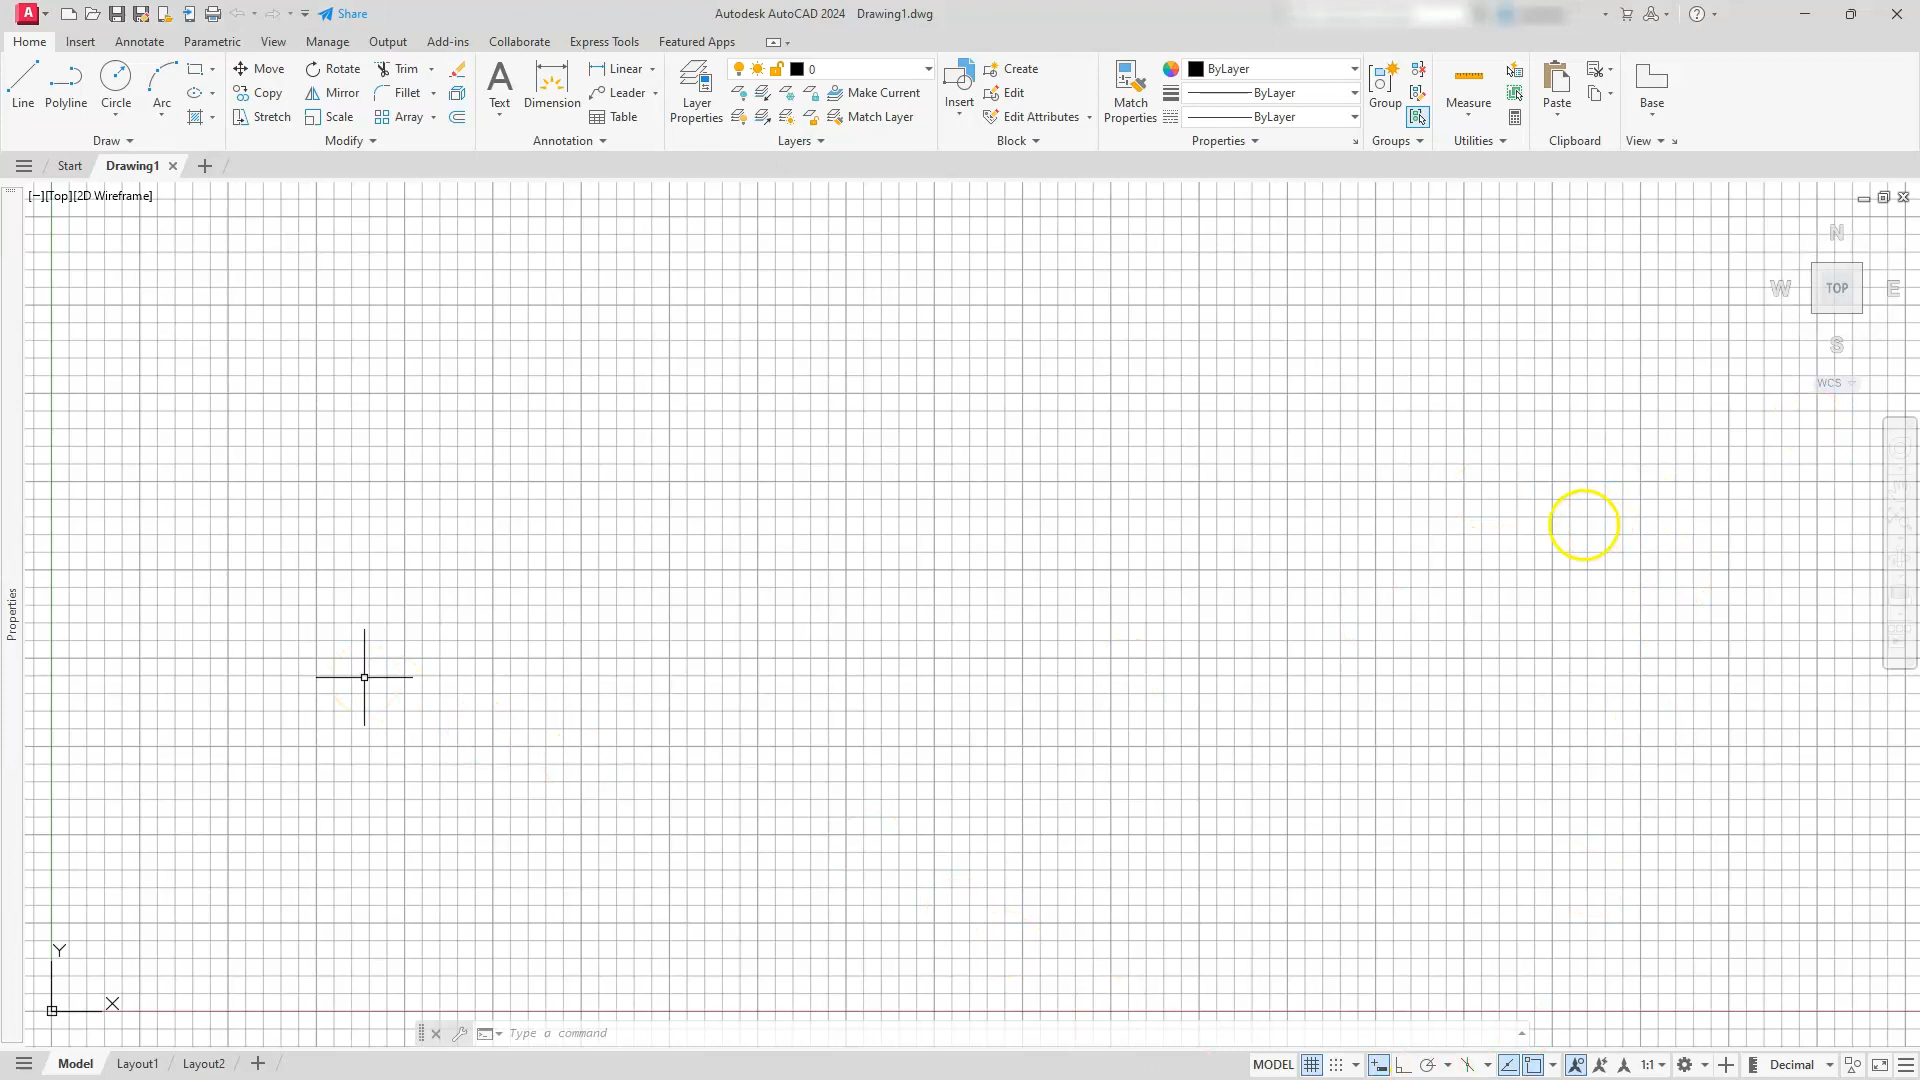 A Share Autodesk AutoCAD 2024 Drawing1.dwg
Home Insert Annotate Parametric View Manage Output Add-ins Collaborate Express Tools Featured Apps
Move Rotate Trim Linear 0 Create ByLayer
Copy Mirror Fillet Leader Make Current Edit ByLayer
Line Polyline Circle Arc Text Dimension Layer Properties Insert Match Properties Group Measure Paste Base
Stretch Scale Array Table Match Layer Edit Attributes ByLayer
Draw Modify Annotation Layers Block Properties Groups Utilities Clipboard View
Start Drawing1
[−][Top][2D Wireframe]
N
W TOP E
S
WCS
Properties
Y
X
Type a command
Model Layout1 Layout2 MODEL 1:1 Decimal